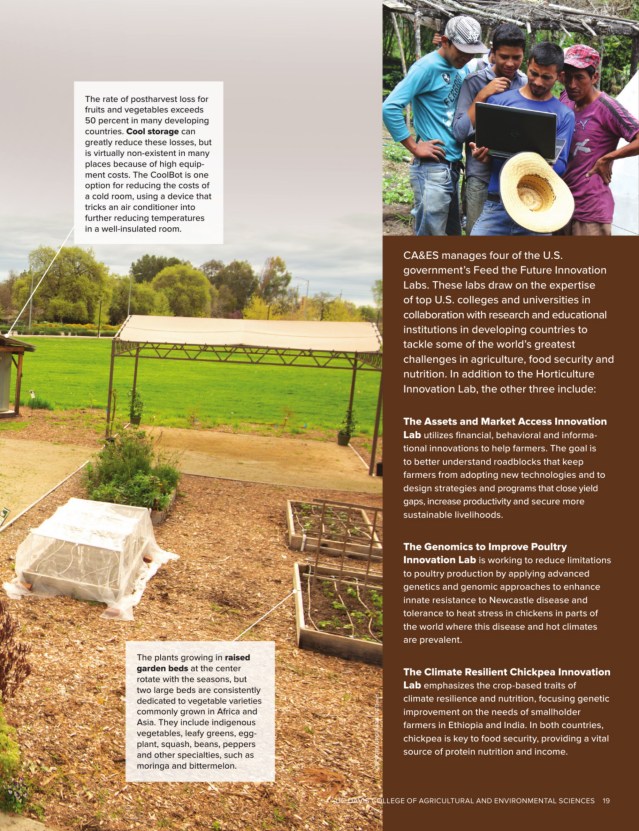 The rate of postharvest loss for
fruits and vegetables exceeds
50 percent in many developing
countries. Cool storage can
greatly reduce these losses, but
is virtually non-existent in many
places because of high equip-
ment costs. The CoolBot is one
option for reducing the costs of
a cold room, using a device that
tricks an air conditioner into
further reducing temperatures
in a well-insulated room.
The plants growing in raised
garden beds at the center
rotate with the seasons, but
two large beds are consistently
dedicated to vegetable varieties
commonly grown in Africa and
Asia. They include indigenous
vegetables, leafy greens, egg-
plant, squash, beans, peppers
and other specialties, such as
moringa and bittermelon.
CA&ES manages four of the U.S.
government’s Feed the Future Innovation
Labs. These labs draw on the expertise
of top U.S. colleges and universities in
collaboration with research and educational
institutions in developing countries to
tackle some of the world’s greatest
challenges in agriculture, food security and
nutrition. In addition to the Horticulture
Innovation Lab, the other three include:
The Assets and Market Access Innovation
Lab utilizes financial, behavioral and informa-
tional innovations to help farmers. The goal is
to better understand roadblocks that keep
farmers from adopting new technologies and to
design strategies and programs that close yield
gaps, increase productivity and secure more
sustainable livelihoods.
The Genomics to Improve Poultry
Innovation Lab is working to reduce limitations
to poultry production by applying advanced
genetics and genomic approaches to enhance
innate resistance to Newcastle disease and
tolerance to heat stress in chickens in parts of
the world where this disease and hot climates
are prevalent.
The Climate Resilient Chickpea Innovation
Lab emphasizes the crop-based traits of
climate resilience and nutrition, focusing genetic
improvement on the needs of smallholder
farmers in Ethiopia and India. In both countries,
chickpea is key to food security, providing a vital
source of protein nutrition and income.
UC DAVIS COLLEGE OF AGRICULTURAL AND ENVIRONMENTAL SCIENCES 19